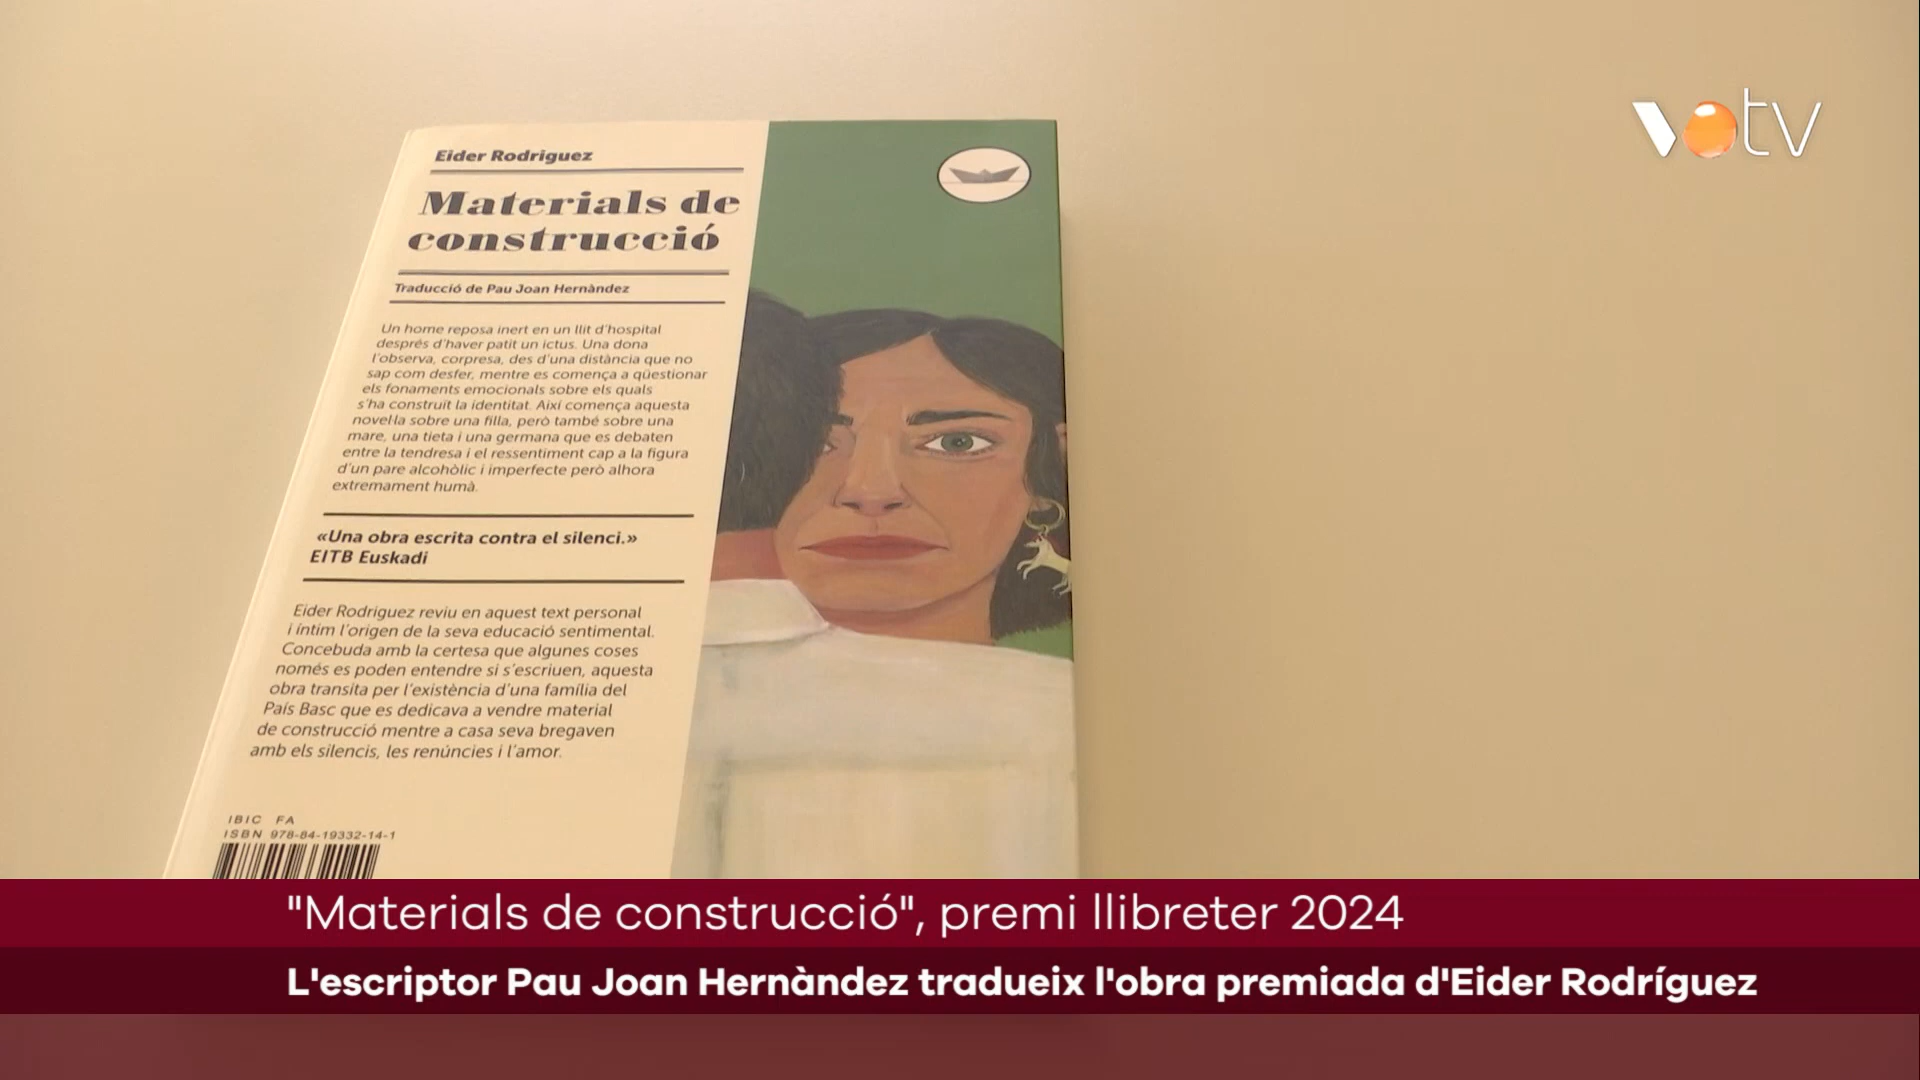 votv
Eider Rodriguez
Materials de
construcció
Traducció de Pau Joan Hernàndez
Un home reposa inert en un llit d'hospital
després d'haver patit un ictus. Una dona
l'observa, corpresa, des d'una distància que no
sap com desfer, mentre es comença a qüestionar
els fonaments emocionals sobre els quals
s'ha construït la identitat. Així comença aquesta
novel·la sobre una filla, però també sobre una
mare, una tieta i una germana que es debaten
entre la tendresa i el ressentiment cap a la figura
d'un pare alcohòlic i imperfecte però alhora
extremament humà.
«Una obra escrita contra el silenci.»
EITB Euskadi
Eider Rodriguez reviu en aquest text personal
i íntim l'origen de la seva educació sentimental.
Concebuda amb la certesa que algunes coses
només es poden entendre si s'escriuen, aquesta
obra transita per l'existència d'una família del
País Basc que es dedicava a vendre material
de construcció mentre a casa seva bregaven
amb els silencis, les renúncies i l'amor.
IBIC FA
ISBN 978-84-19332-14-1
"Materials de construcció", premi llibreter 2024
L'escriptor Pau Joan Hernàndez tradueix l'obra premiada d'Eider Rodríguez